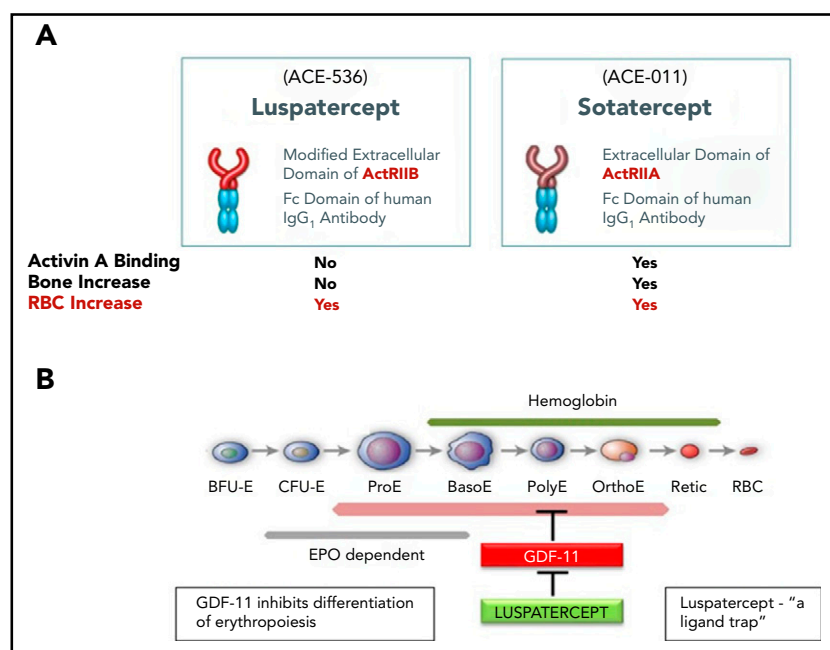 A
(ACE-536)
Luspatercept
Modified Extracellular
Domain of ActRIIB
Fc Domain of human
IgG1 Antibody
(ACE-011)
Sotatercept
Extracellular Domain of
ActRIIA
Fc Domain of human
IgG1 Antibody
Activin A Binding No Yes
Bone Increase No Yes
RBC Increase Yes Yes
B
Hemoglobin
BFU-E CFU-E ProE BasoE PolyE OrthoE Retic RBC
EPO dependent
GDF-11
LUSPATERCEPT
GDF-11 inhibits differentiation
of erythropoiesis
Luspatercept - “a
ligand trap”